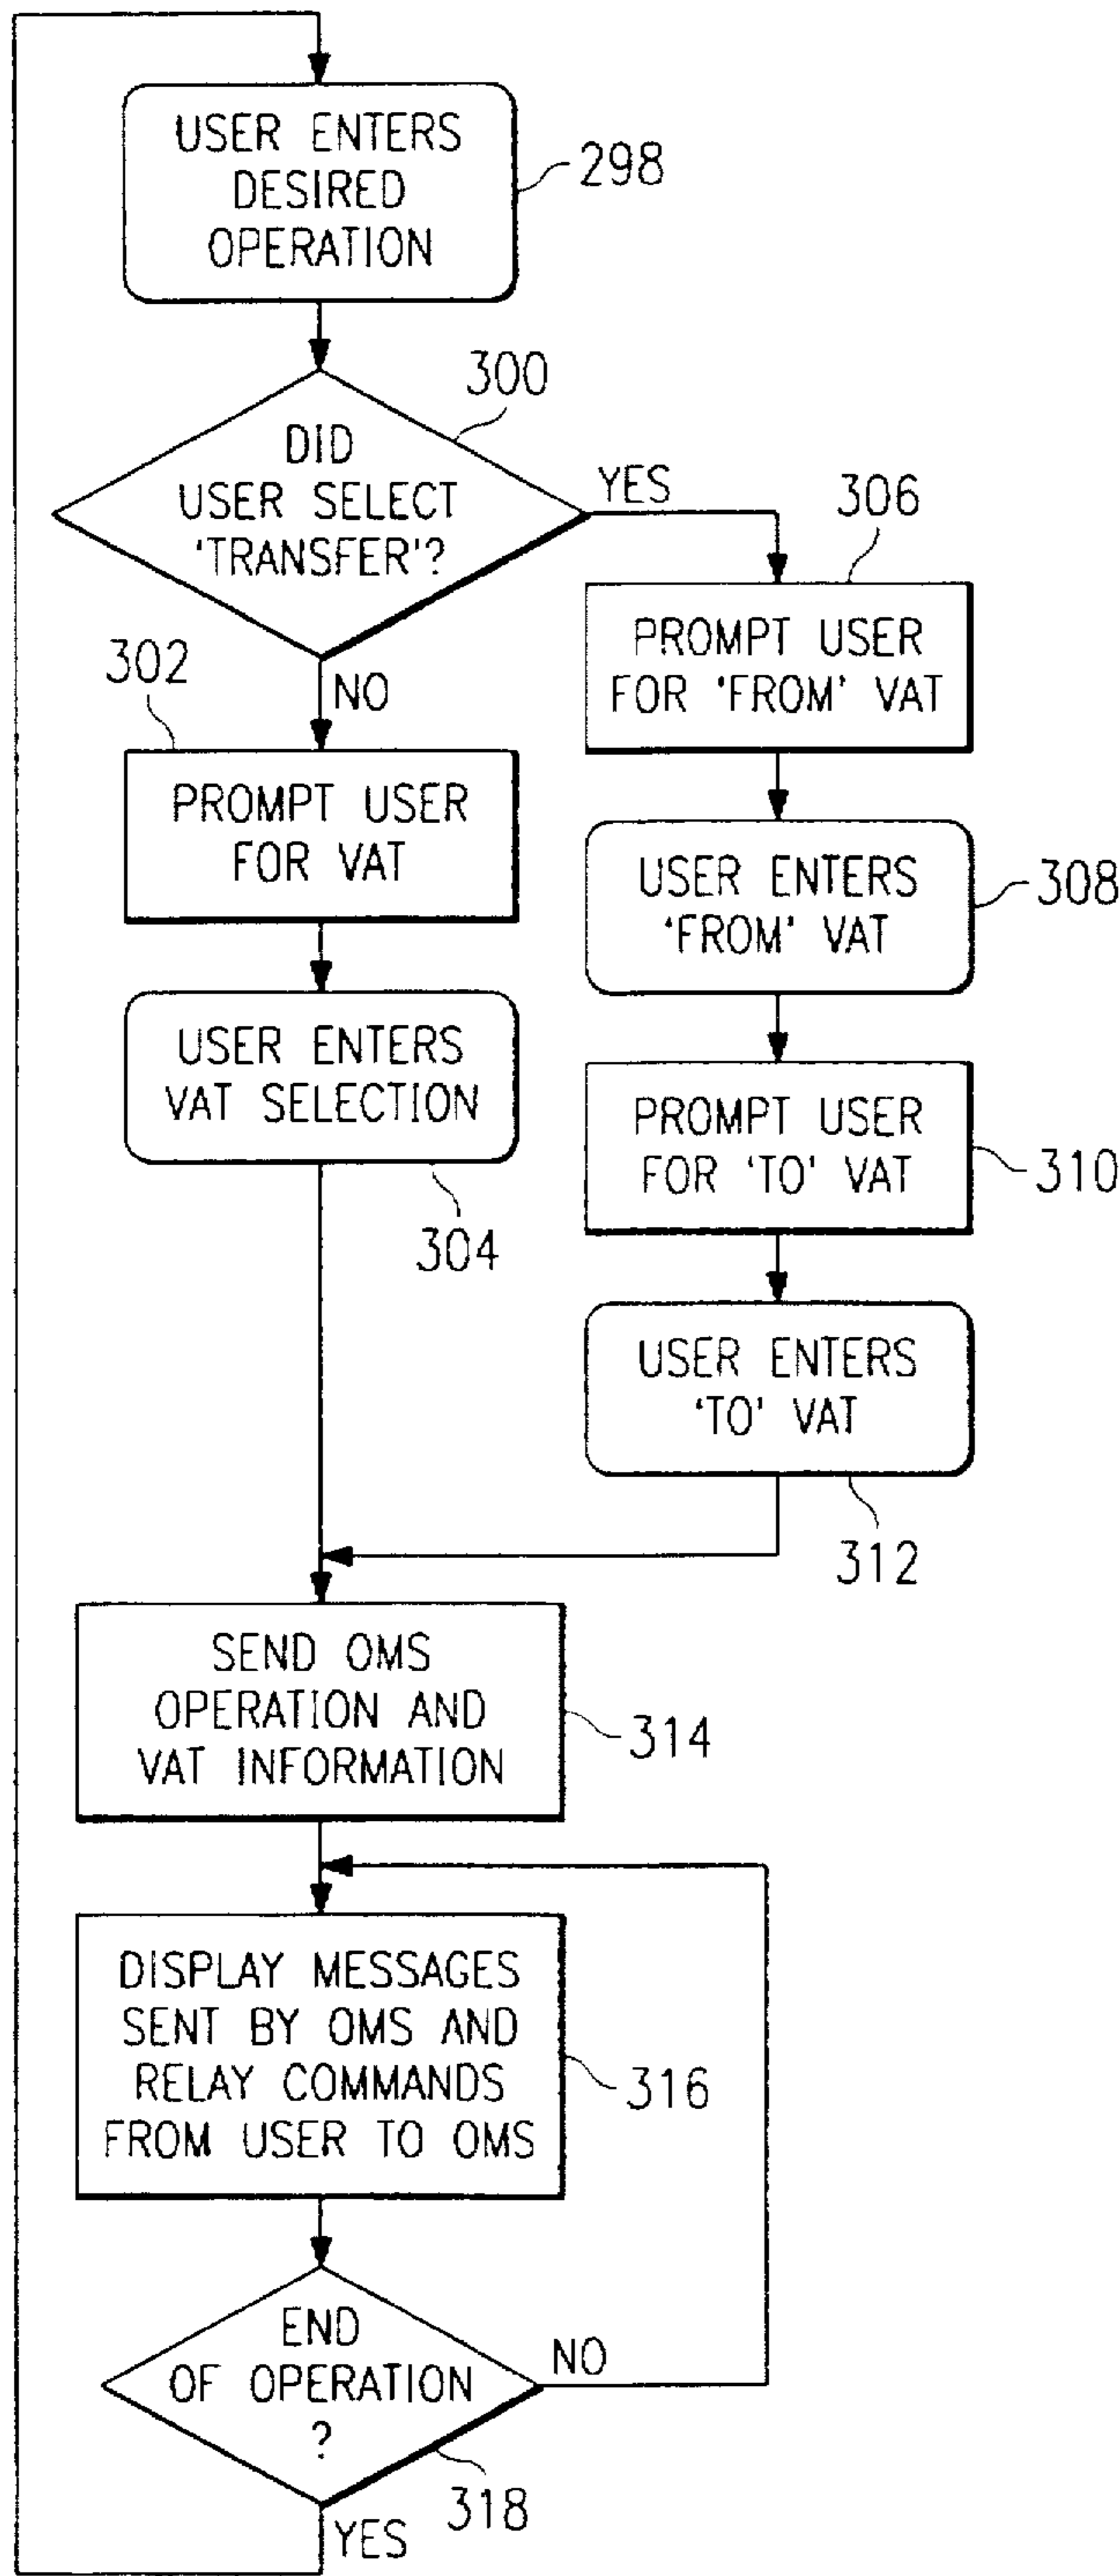 USER ENTERS
DESIRED
OPERATION
298
300
DID
USER SELECT
'TRANSFER'?
YES
NO
302
PROMPT USER
FOR VAT
USER ENTERS
VAT SELECTION
304
306
PROMPT USER
FOR 'FROM' VAT
USER ENTERS
'FROM' VAT
308
PROMPT USER
FOR 'TO' VAT
310
USER ENTERS
'TO' VAT
312
SEND OMS
OPERATION AND
VAT INFORMATION
314
DISPLAY MESSAGES
SENT BY OMS AND
RELAY COMMANDS
FROM USER TO OMS
316
END
OF OPERATION
?
NO
318
YES